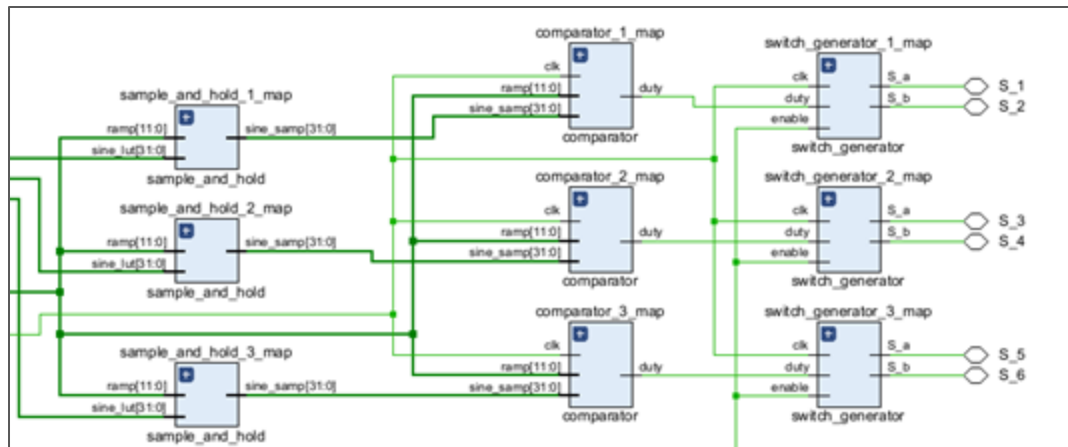 sample_and_hold_1_map
ramp[11:0]
sine_lut[31:0]
sine_samp[31:0]
sample_and_hold
sample_and_hold_2_map
ramp[11:0]
sine_lut[31:0]
sine_samp[31:0]
sample_and_hold
sample_and_hold_3_map
ramp[11:0]
sine_lut[31:0]
sine_samp[31:0]
sample_and_hold
comparator_1_map
clk
ramp[11:0]
sine_samp[31:0]
duty
comparator
comparator_2_map
clk
ramp[11:0]
sine_samp[31:0]
duty
comparator
comparator_3_map
clk
ramp[11:0]
sine_samp[31:0]
duty
comparator
switch_generator_1_map
clk
duty
enable
S_a
S_b
switch_generator
S_1
S_2
switch_generator_2_map
clk
duty
enable
S_a
S_b
switch_generator
S_3
S_4
switch_generator_3_map
clk
duty
enable
S_a
S_b
switch_generator
S_5
S_6